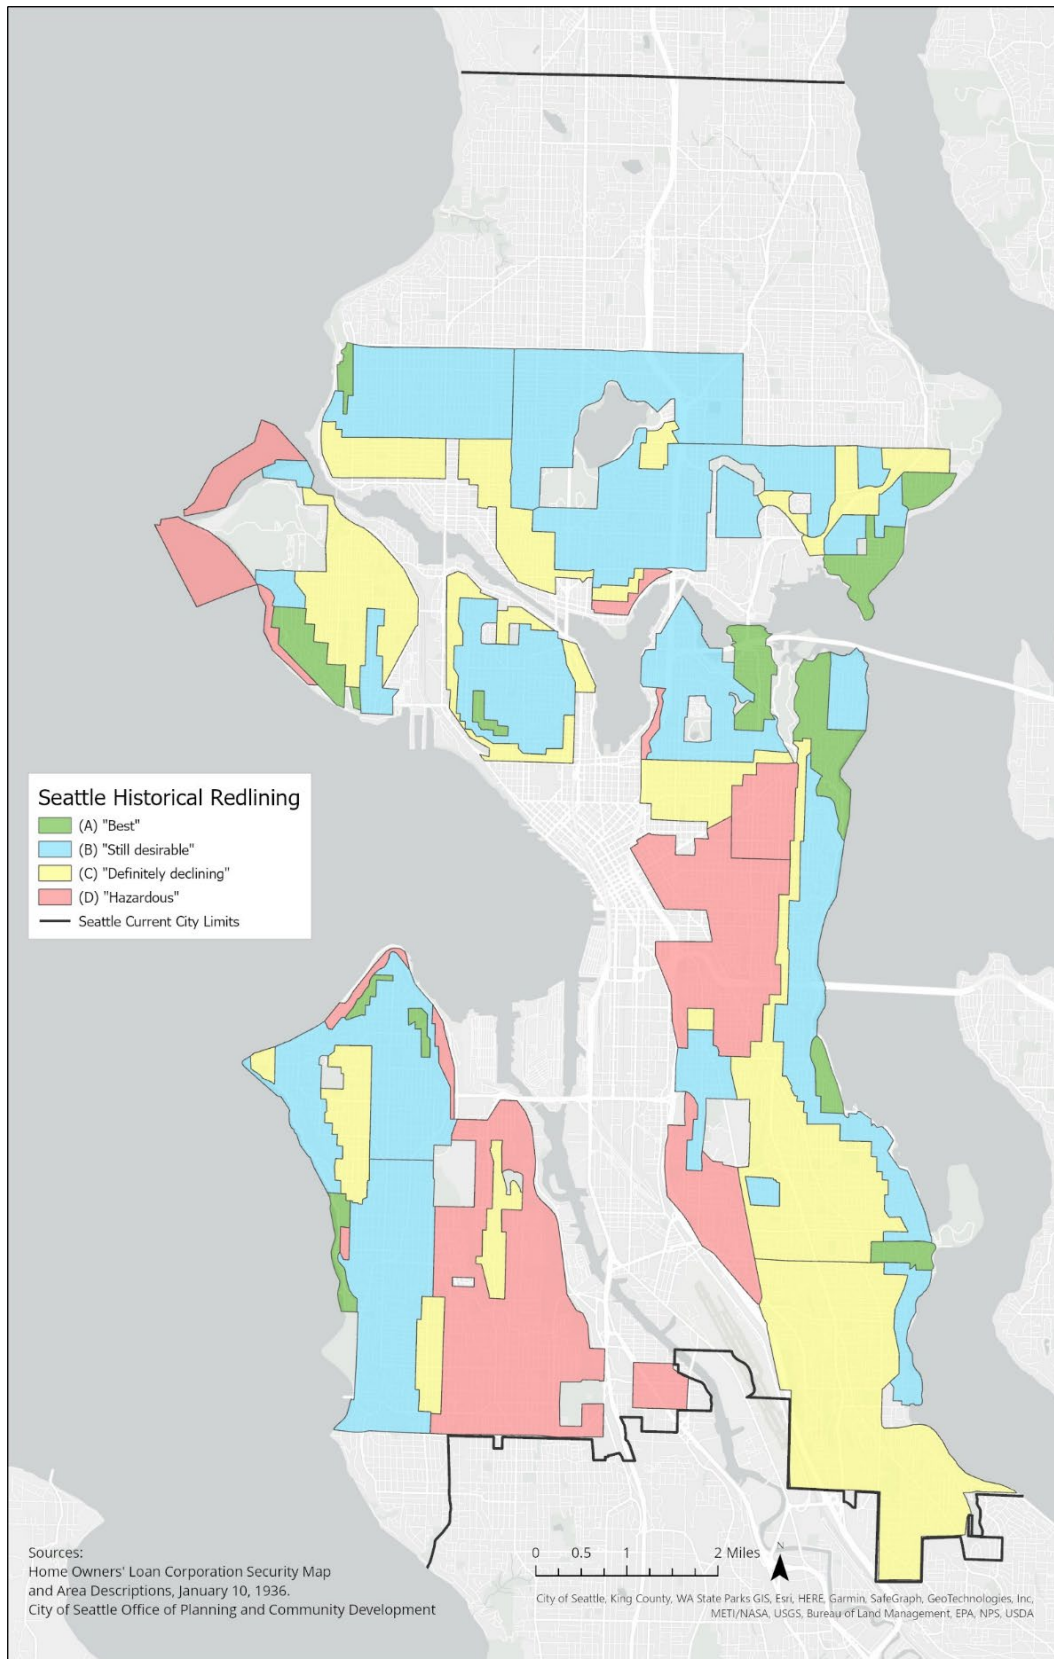 Seattle Historical Redlining
(A) "Best"
(B) "Still desirable"
(C) "Definitely declining"
(D) "Hazardous"
Seattle Current City Limits
Sources:
Home Owners' Loan Corporation Security Map
and Area Descriptions, January 10, 1936.
City of Seattle Office of Planning and Community Development
0 0.5 1 2 Miles
N
City of Seattle, King County, WA State Parks GIS, Esri, HERE, Garmin, SafeGraph, GeoTechnologies, Inc,
METI/NASA, USGS, Bureau of Land Management, EPA, NPS, USDA